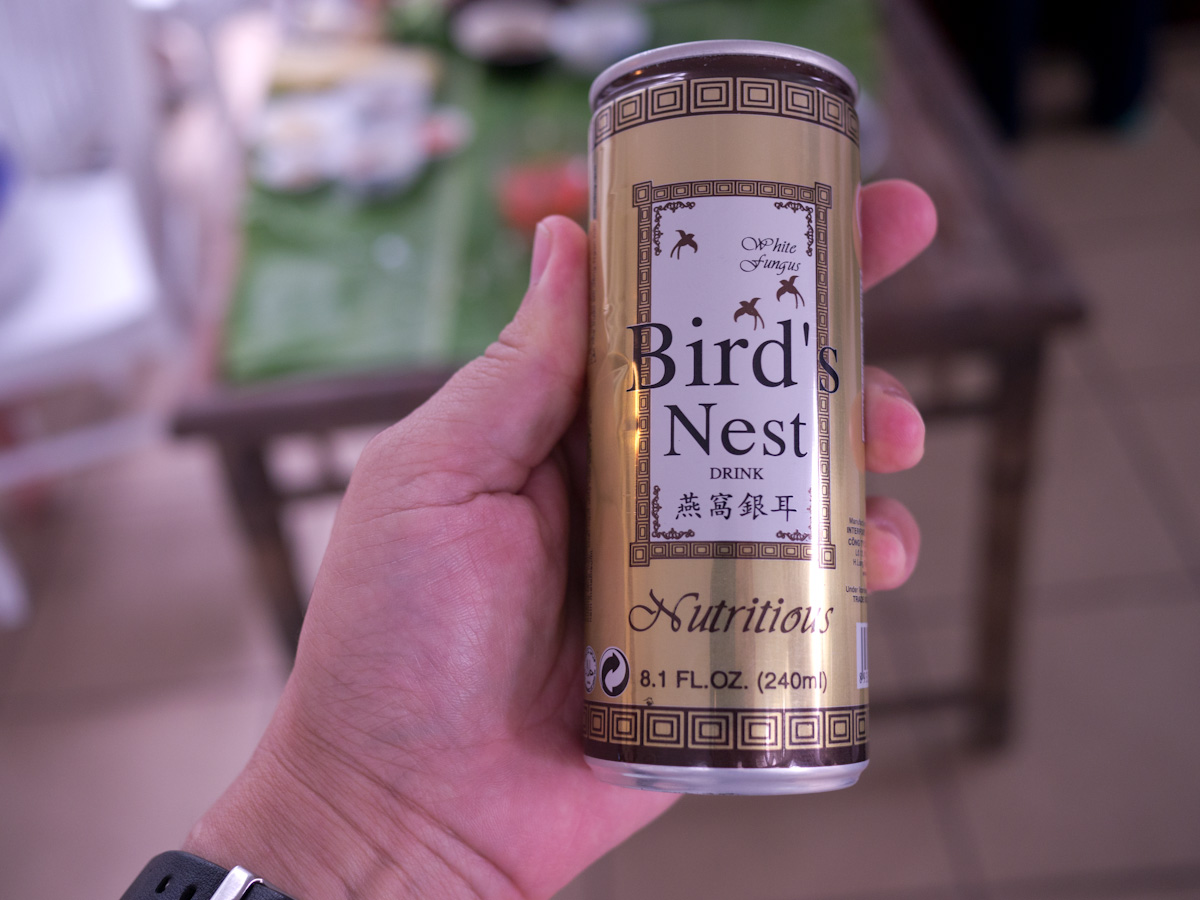 White
Fungus
Bird's
Nest
DRINK
燕窩銀耳
Nutritious
8.1 FL.OZ. (240ml)